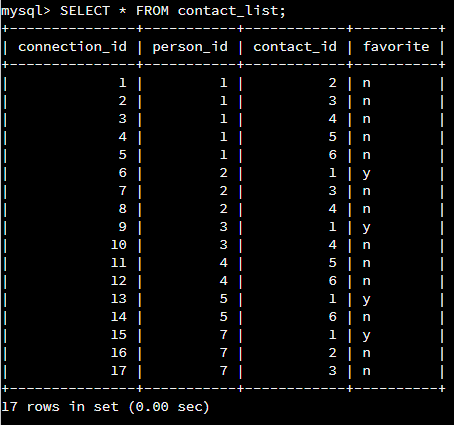 mysql> SELECT * FROM contact_list;
+---------------+-----------+------------+----------+
| connection_id | person_id | contact_id | favorite |
+---------------+-----------+------------+----------+
|             1 |         1 |          2 | n        |
|             2 |         1 |          3 | n        |
|             3 |         1 |          4 | n        |
|             4 |         1 |          5 | n        |
|             5 |         1 |          6 | n        |
|             6 |         2 |          1 | y        |
|             7 |         2 |          3 | n        |
|             8 |         2 |          4 | n        |
|             9 |         3 |          1 | y        |
|            10 |         3 |          4 | n        |
|            11 |         4 |          5 | n        |
|            12 |         4 |          6 | n        |
|            13 |         5 |          1 | y        |
|            14 |         5 |          6 | n        |
|            15 |         7 |          1 | y        |
|            16 |         7 |          2 | n        |
|            17 |         7 |          3 | n        |
+---------------+-----------+------------+----------+
17 rows in set (0.00 sec)